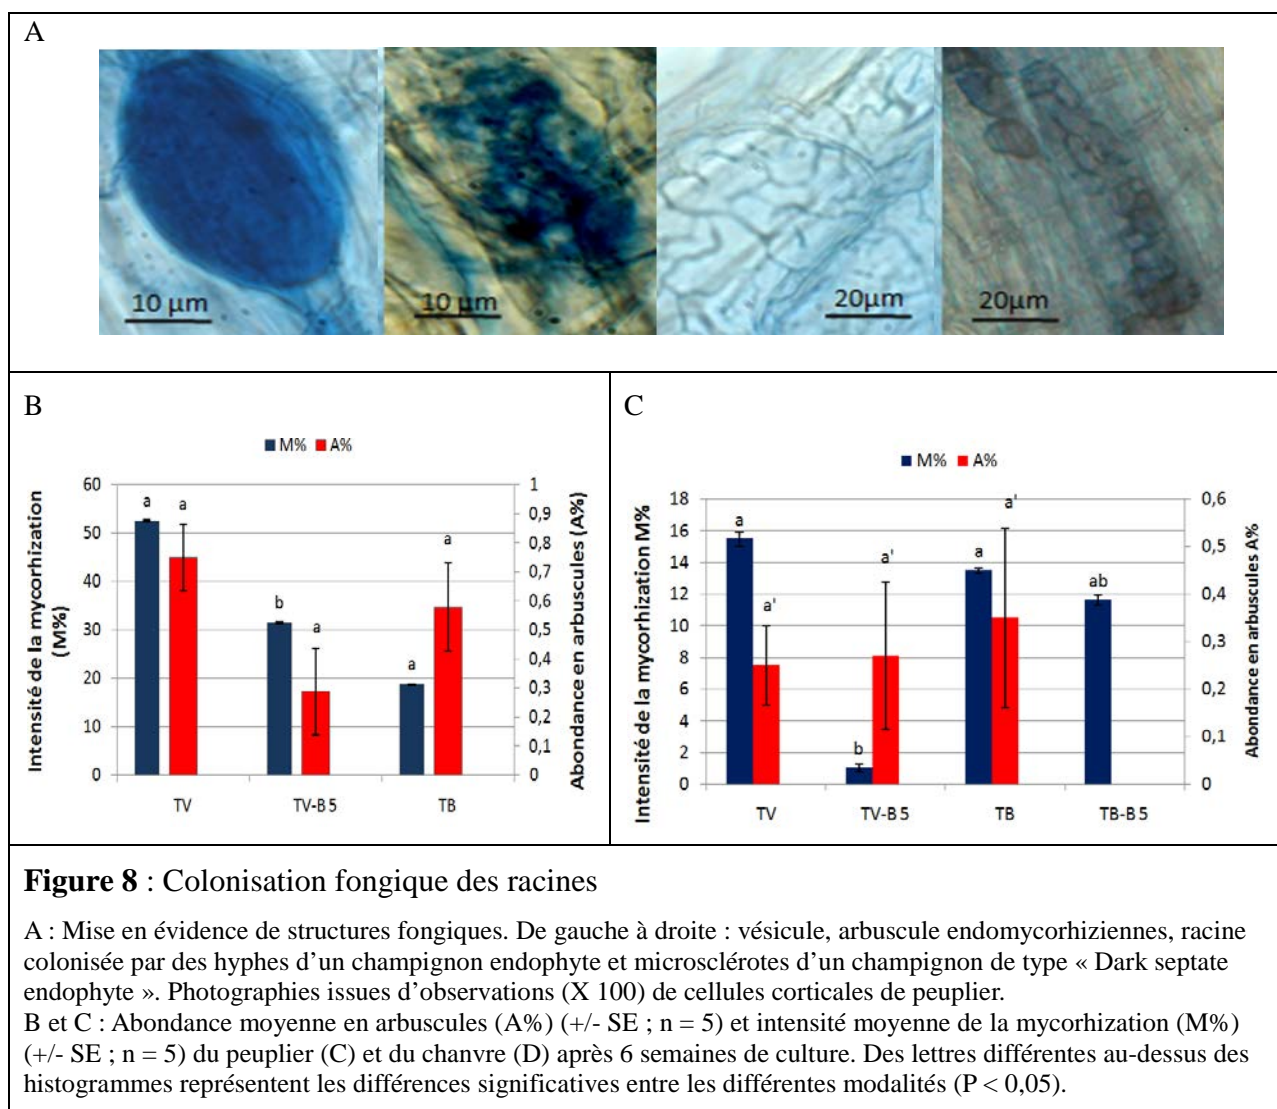 A
10 µm
10 µm
20µm
20µm
B
M% A%
Intensité de la mycorhization
(M%)
60
50
40
30
20
10
0
a a
b a
a a
1
0,9
0,8
0,7
0,6
0,5
0,4
0,3
0,2
0,1
0
Abondance en arbuscules (A%)
TV TV-B 5 TB
C
M% A%
Intensité de la mycorhization M%
18
16
14
12
10
8
6
4
2
0
a a'
b a'
a a'
ab
0,6
0,5
0,4
0,3
0,2
0,1
0
Abondance en arbuscules A%
TV TV-B 5 TB TB-B 5
Figure 8 : Colonisation fongique des racines
A : Mise en évidence de structures fongiques. De gauche à droite : vésicule, arbuscule endomycorhiziennes, racine
colonisée par des hyphes d’un champignon endophyte et microsclérotes d’un champignon de type « Dark septate
endophyte ». Photographies issues d’observations (X 100) de cellules corticales de peuplier.
B et C : Abondance moyenne en arbuscules (A%) (+/- SE ; n = 5) et intensité moyenne de la mycorhization (M%)
(+/- SE ; n = 5) du peuplier (C) et du chanvre (D) après 6 semaines de culture. Des lettres différentes au-dessus des
histogrammes représentent les différences significatives entre les différentes modalités (P < 0,05).